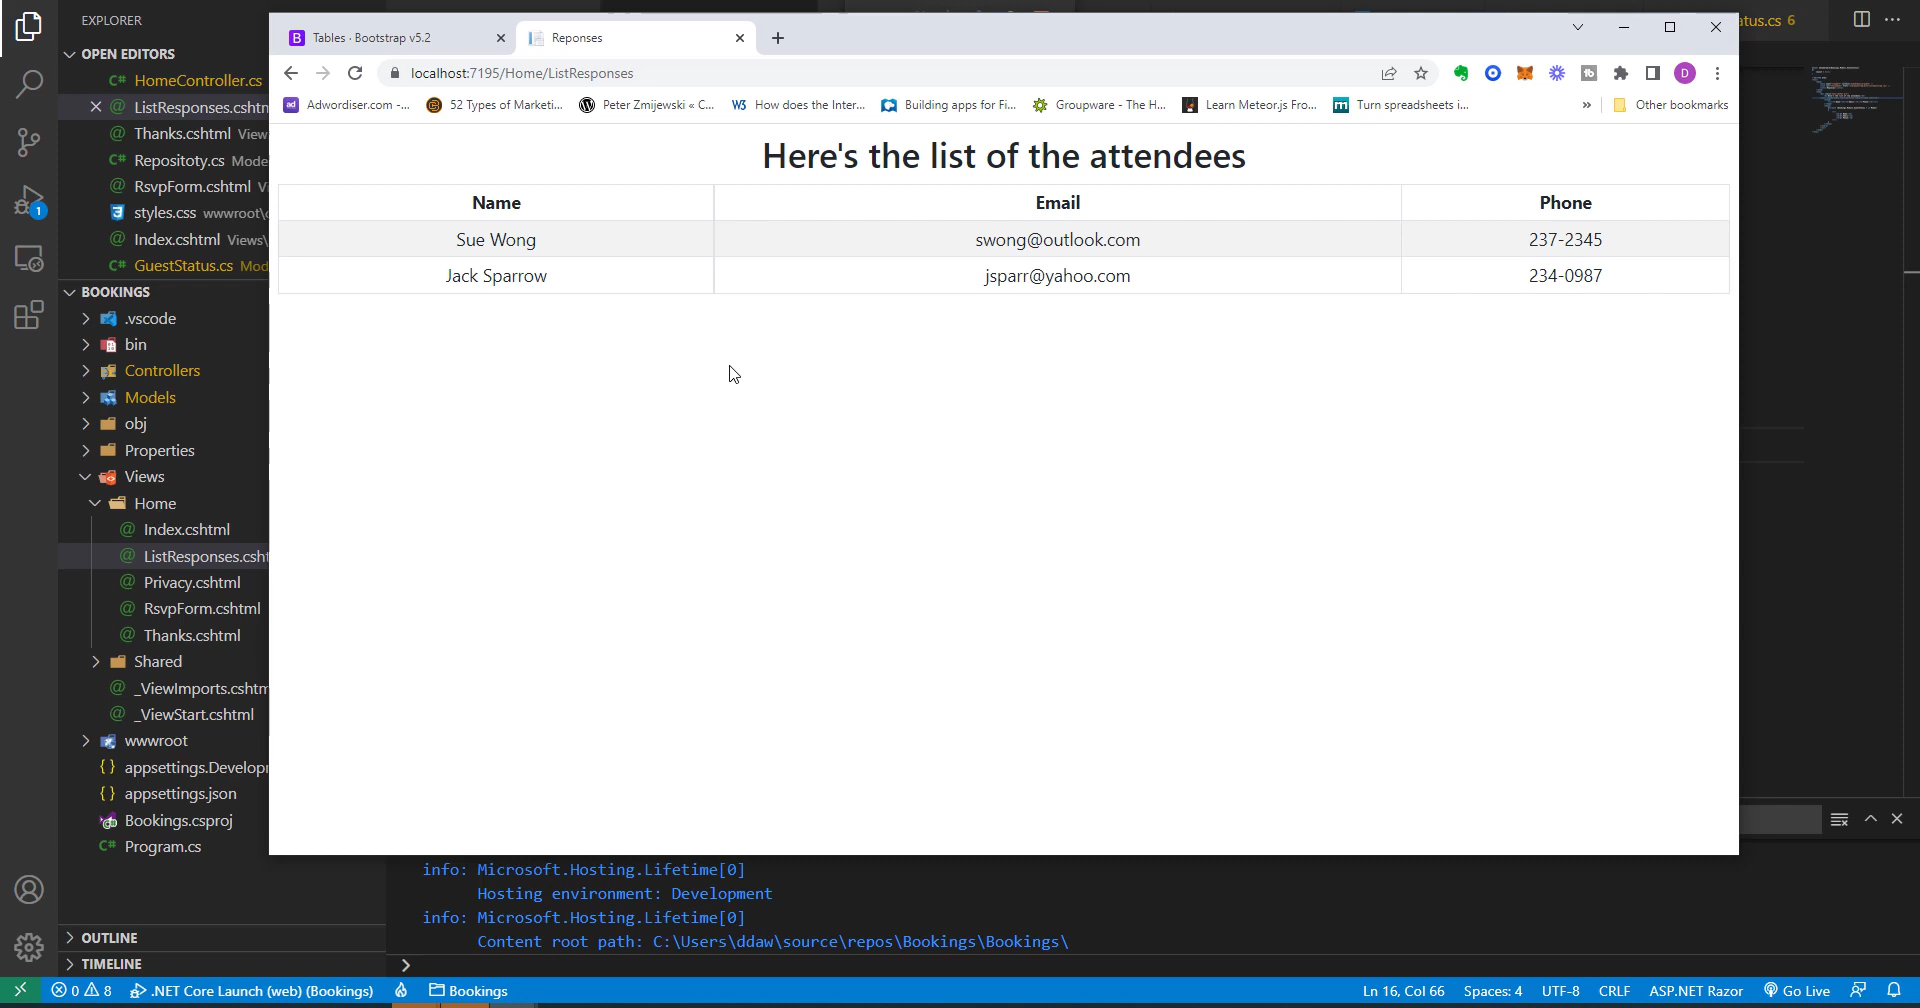 EXPLORER
OPEN EDITORS
HomeController.cs
ListResponses.cshtm
Thanks.cshtml View
Repositoty.cs Mode
RsvpForm.cshtml Vi
styles.css wwwroot\c
Index.cshtml Views\
GuestStatus.cs Mod
BOOKINGS
.vscode
bin
Controllers
Models
obj
Properties
Views
Home
Index.cshtml
ListResponses.csht
Privacy.cshtml
RsvpForm.cshtml
Thanks.cshtml
Shared
_ViewImports.cshtm
_ViewStart.cshtml
wwwroot
appsettings.Develop
appsettings.json
Bookings.csproj
Program.cs
OUTLINE
TIMELINE
1
Tables · Bootstrap v5.2
Reponses
tus.cs 6
localhost:7195/Home/ListResponses
D
Adwordiser.com -...
52 Types of Marketi...
Peter Zmijewski « C...
How does the Inter...
Building apps for Fi...
Groupware - The H...
Learn Meteor.js Fro...
Turn spreadsheets i...
Other bookmarks
Here's the list of the attendees
Name Email Phone
Sue Wong swong@outlook.com 237-2345
Jack Sparrow jsparr@yahoo.com 234-0987
info: Microsoft.Hosting.Lifetime[0]
Hosting environment: Development
info: Microsoft.Hosting.Lifetime[0]
Content root path: C:\Users\ddaw\source\repos\Bookings\Bookings\
0 8 .NET Core Launch (web) (Bookings) Bookings Ln 16, Col 66 Spaces: 4 UTF-8 CRLF ASP.NET Razor Go Live